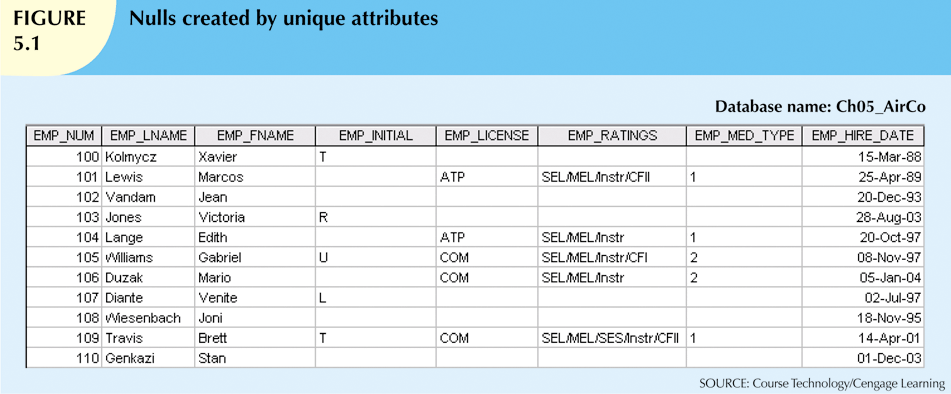 FIGURE 5.1
Nulls created by unique attributes
Database name: Ch05_AirCo
EMP_NUM EMP_LNAME EMP_FNAME EMP_INITIAL EMP_LICENSE EMP_RATINGS EMP_MED_TYPE EMP_HIRE_DATE
100 Kolmycz Xavier T 15-Mar-88
101 Lewis Marcos ATP SEL/MEL/Instr/CFII 1 25-Apr-89
102 Vandam Jean 20-Dec-93
103 Jones Victoria R 28-Aug-03
104 Lange Edith ATP SEL/MEL/Instr 1 20-Oct-97
105 Williams Gabriel U COM SEL/MEL/Instr/CFI 2 08-Nov-97
106 Duzak Mario COM SEL/MEL/Instr 2 05-Jan-04
107 Diante Venite L 02-Jul-97
108 Wiesenbach Joni 18-Nov-95
109 Travis Brett T COM SEL/MEL/SES/Instr/CFII 1 14-Apr-01
110 Genkazi Stan 01-Dec-03
SOURCE: Course Technology/Cengage Learning